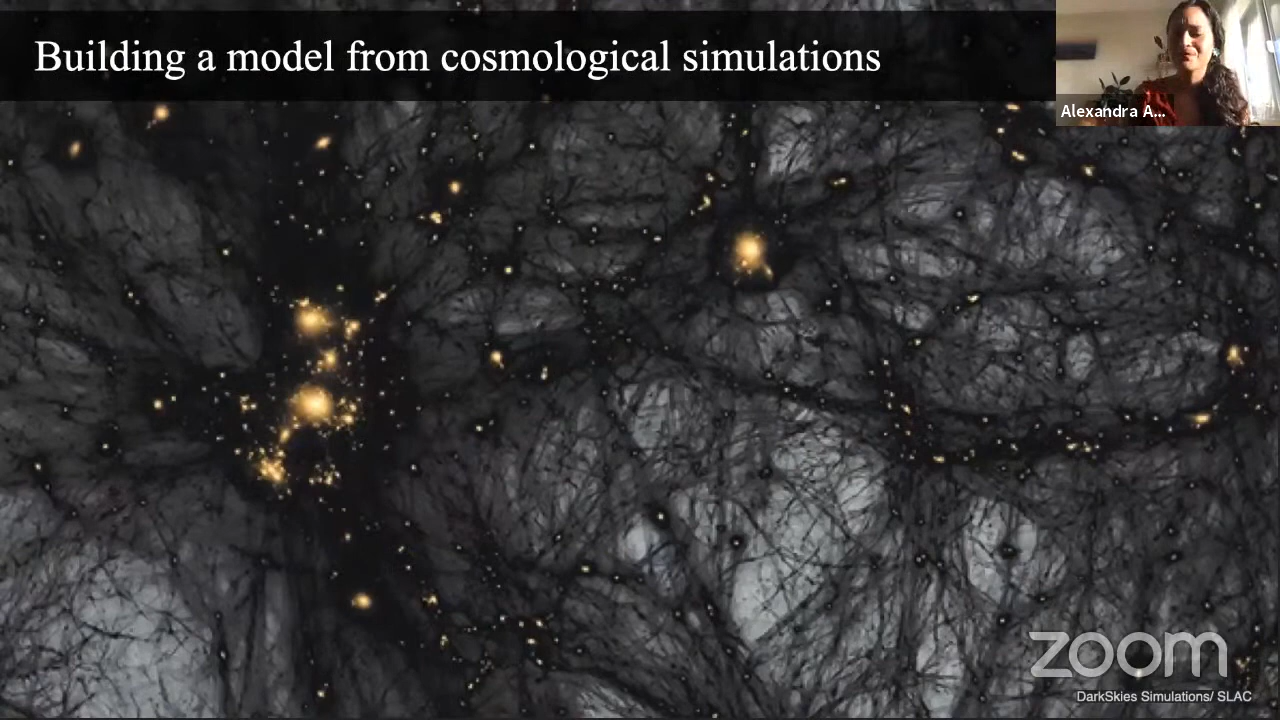 Building a model from cosmological simulations
Alexandra A...
zoom
DarkSkies Simulations/ SLAC